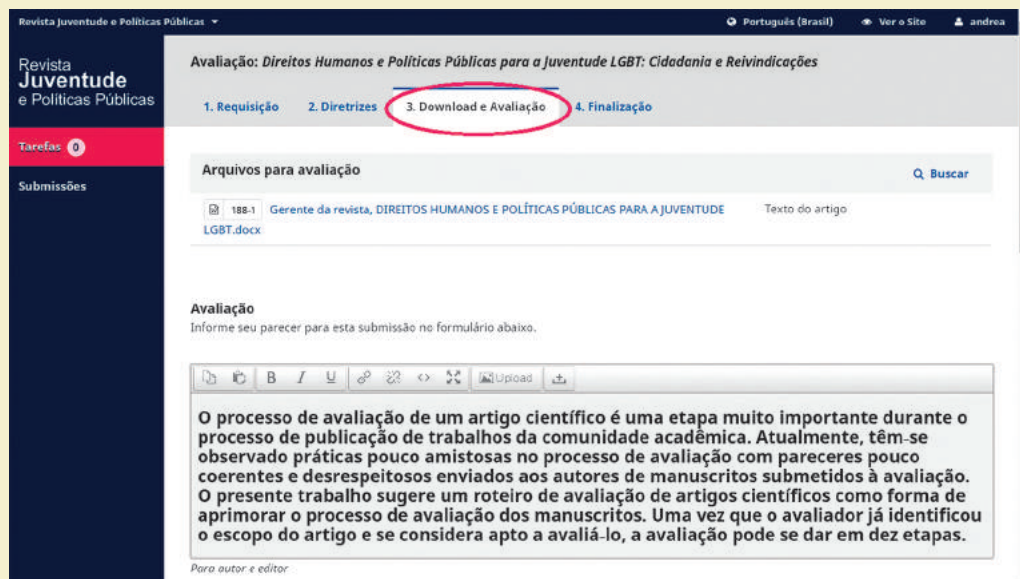 Revista Juventude e Políticas Públicas
Português (Brasil) Ver o Site andrea
Revista
Juventude
e Políticas Públicas
Tarefas 0
Submissões
Avaliação: Direitos Humanos e Políticas Públicas para a Juventude LGBT: Cidadania e Reivindicações
1. Requisição 2. Diretrizes 3. Download e Avaliação 4. Finalização
Arquivos para avaliação Buscar
188-1 Gerente da revista, DIREITOS HUMANOS E POLÍTICAS PÚBLICAS PARA A JUVENTUDE Texto do artigo
LGBT.docx
Avaliação
Informe seu parecer para esta submissão no formulário abaixo.
B I U Upload
O processo de avaliação de um artigo científico é uma etapa muito importante durante o
processo de publicação de trabalhos da comunidade acadêmica. Atualmente, têm-se
observado práticas pouco amistosas no processo de avaliação com pareceres pouco
coerentes e desrespeitosos enviados aos autores de manuscritos submetidos à avaliação.
O presente trabalho sugere um roteiro de avaliação de artigos científicos como forma de
aprimorar o processo de avaliação dos manuscritos. Uma vez que o avaliador já identificou
o escopo do artigo e se considera apto a avaliá-lo, a avaliação pode se dar em dez etapas.
Para autor e editor